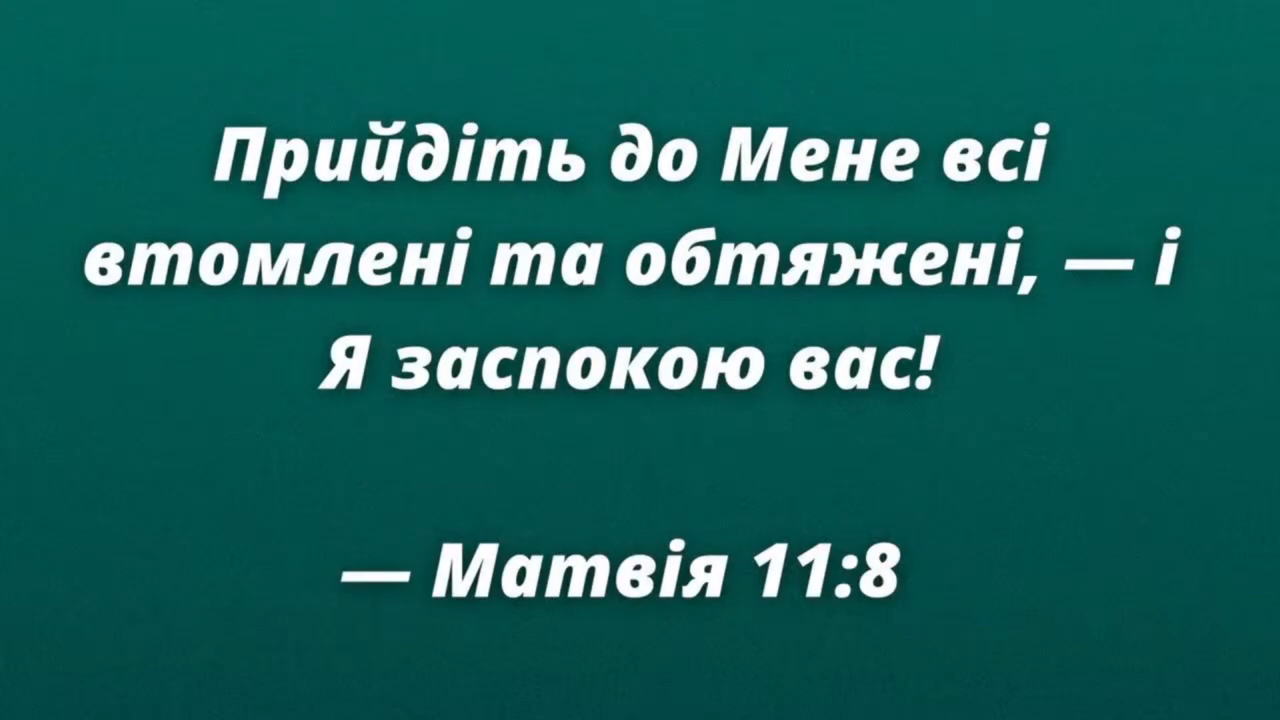 Прийдіть до Мене всі
втомлені та обтяжені, — і
Я заспокою вас!
— Матвія 11:8